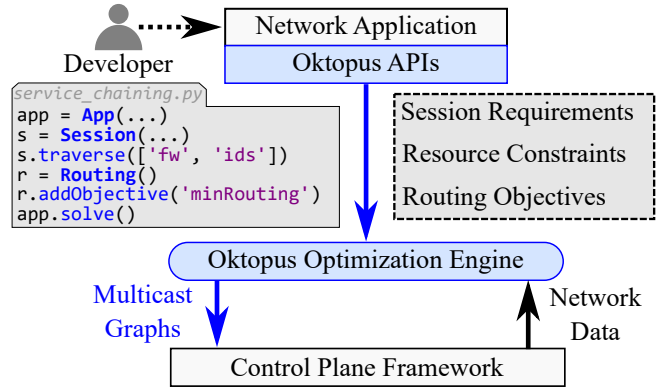 Network Application
Developer
Oktopus APIs
service_chaining.py
app = App(...)
s = Session(...)
s.traverse(['fw', 'ids'])
r = Routing()
r.addObjective('minRouting')
app.solve()
Session Requirements
Resource Constraints
Routing Objectives
Oktopus Optimization Engine
Multicast
Graphs
Network
Data
Control Plane Framework